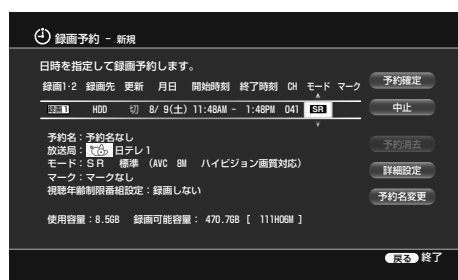 録画予約 - 新規
日時を指定して録画予約します。
録画1·2 録画先 更新 月日 開始時刻 終了時刻 CH モード マーク
録画1 HDD 切 8/ 9(土) 11:48AM - 1:48PM 041 SR
予約名：予約名なし
放送局： 日テレ1
モード：ＳＲ 標準 （AVC 8M ハイビジョン画質対応）
マーク：マークなし
視聴年齢制限番組設定：録画しない
使用容量：8.5GB 録画可能容量： 470.7GB [ 111H06M ]
予約確定
中止
予約消去
詳細設定
予約名変更
戻る 終了